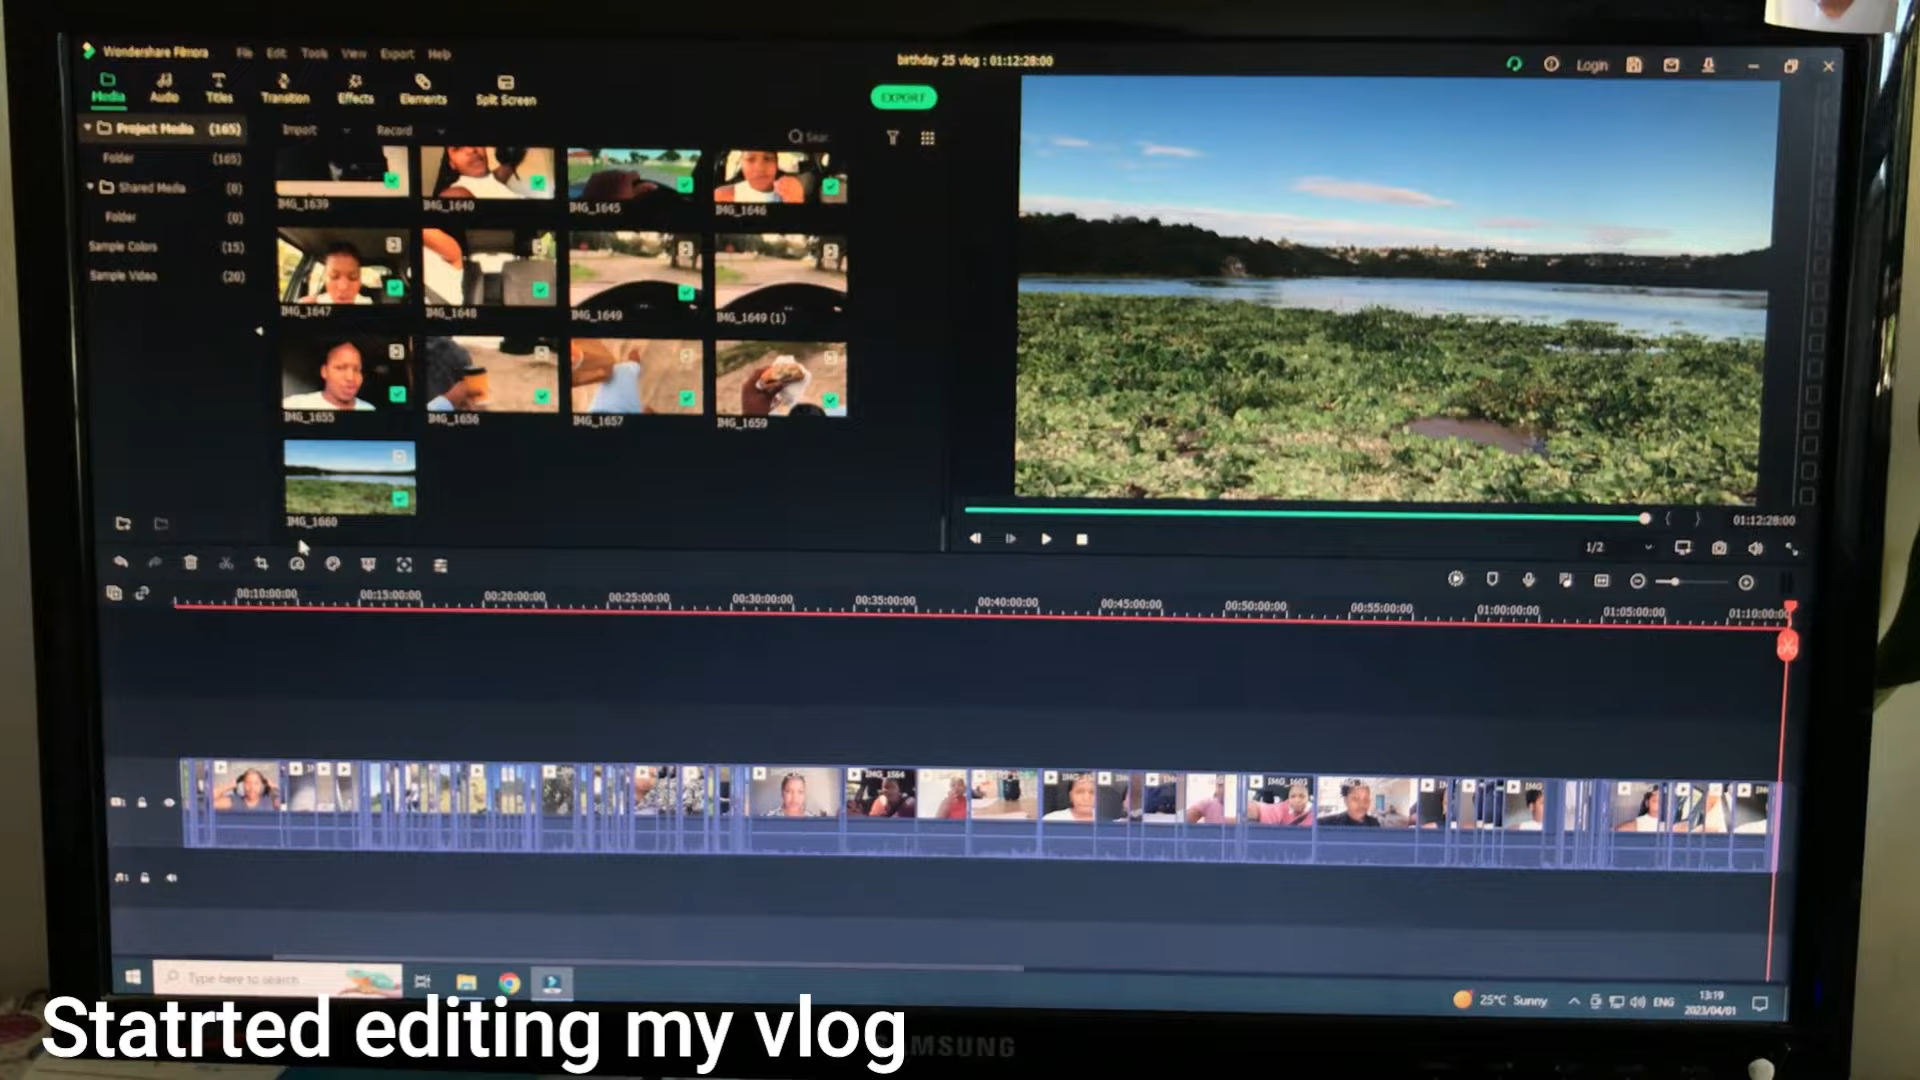 Wondershare Filmora File Edit Tools View Export Help
birthday 25 vlog : 01:12:28:00
Login
Media Audio Titles Transition Effects Elements Split Screen
EXPORT
Project Media (165)
Import Record
Folder (165)
Shared Media (0)
Folder (0)
Sample Colors (15)
Sample Video (20)
IMG_1639 IMG_1640 IMG_1645 IMG_1646
IMG_1647 IMG_1648 IMG_1649 IMG_1649 (1)
IMG_1655 IMG_1656 IMG_1657 IMG_1659
IMG_1660
01:12:28:00
1/2
00:10:00:00 00:15:00:00 00:20:00:00 00:25:00:00 00:30:00:00 00:35:00:00 00:40:00:00 00:45:00:00 00:50:00:00 00:55:00:00 01:00:00:00 01:05:00:00 01:10:00:00
IMG_1564 IMG_1603 IMG
Type here to search
25°C Sunny ENG
13:19
2023/04/01
Statrted editing my vlog
SAMSUNG